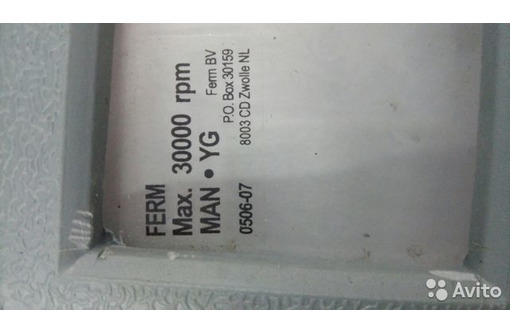 FERM
Max. 30000 rpm
MAN • YG
Ferm BV
P.O. Box 30159
0506-07
8003 CD Zwolle NL
Avito